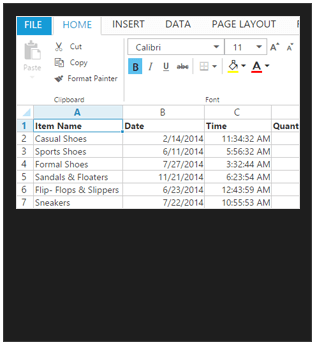 FILE HOME INSERT DATA PAGE LAYOUT
Paste
Cut
Copy
Format Painter
Clipboard
Calibri 11 A A
B I U abc A
Font
A B C
1 Item Name Date Time Quant
2 Casual Shoes 2/14/2014 11:34:32 AM
3 Sports Shoes 6/11/2014 5:56:32 AM
4 Formal Shoes 7/27/2014 3:32:44 AM
5 Sandals & Floaters 11/21/2014 6:23:54 AM
6 Flip- Flops & Slippers 6/23/2014 12:43:59 AM
7 Sneakers 7/22/2014 10:55:53 AM